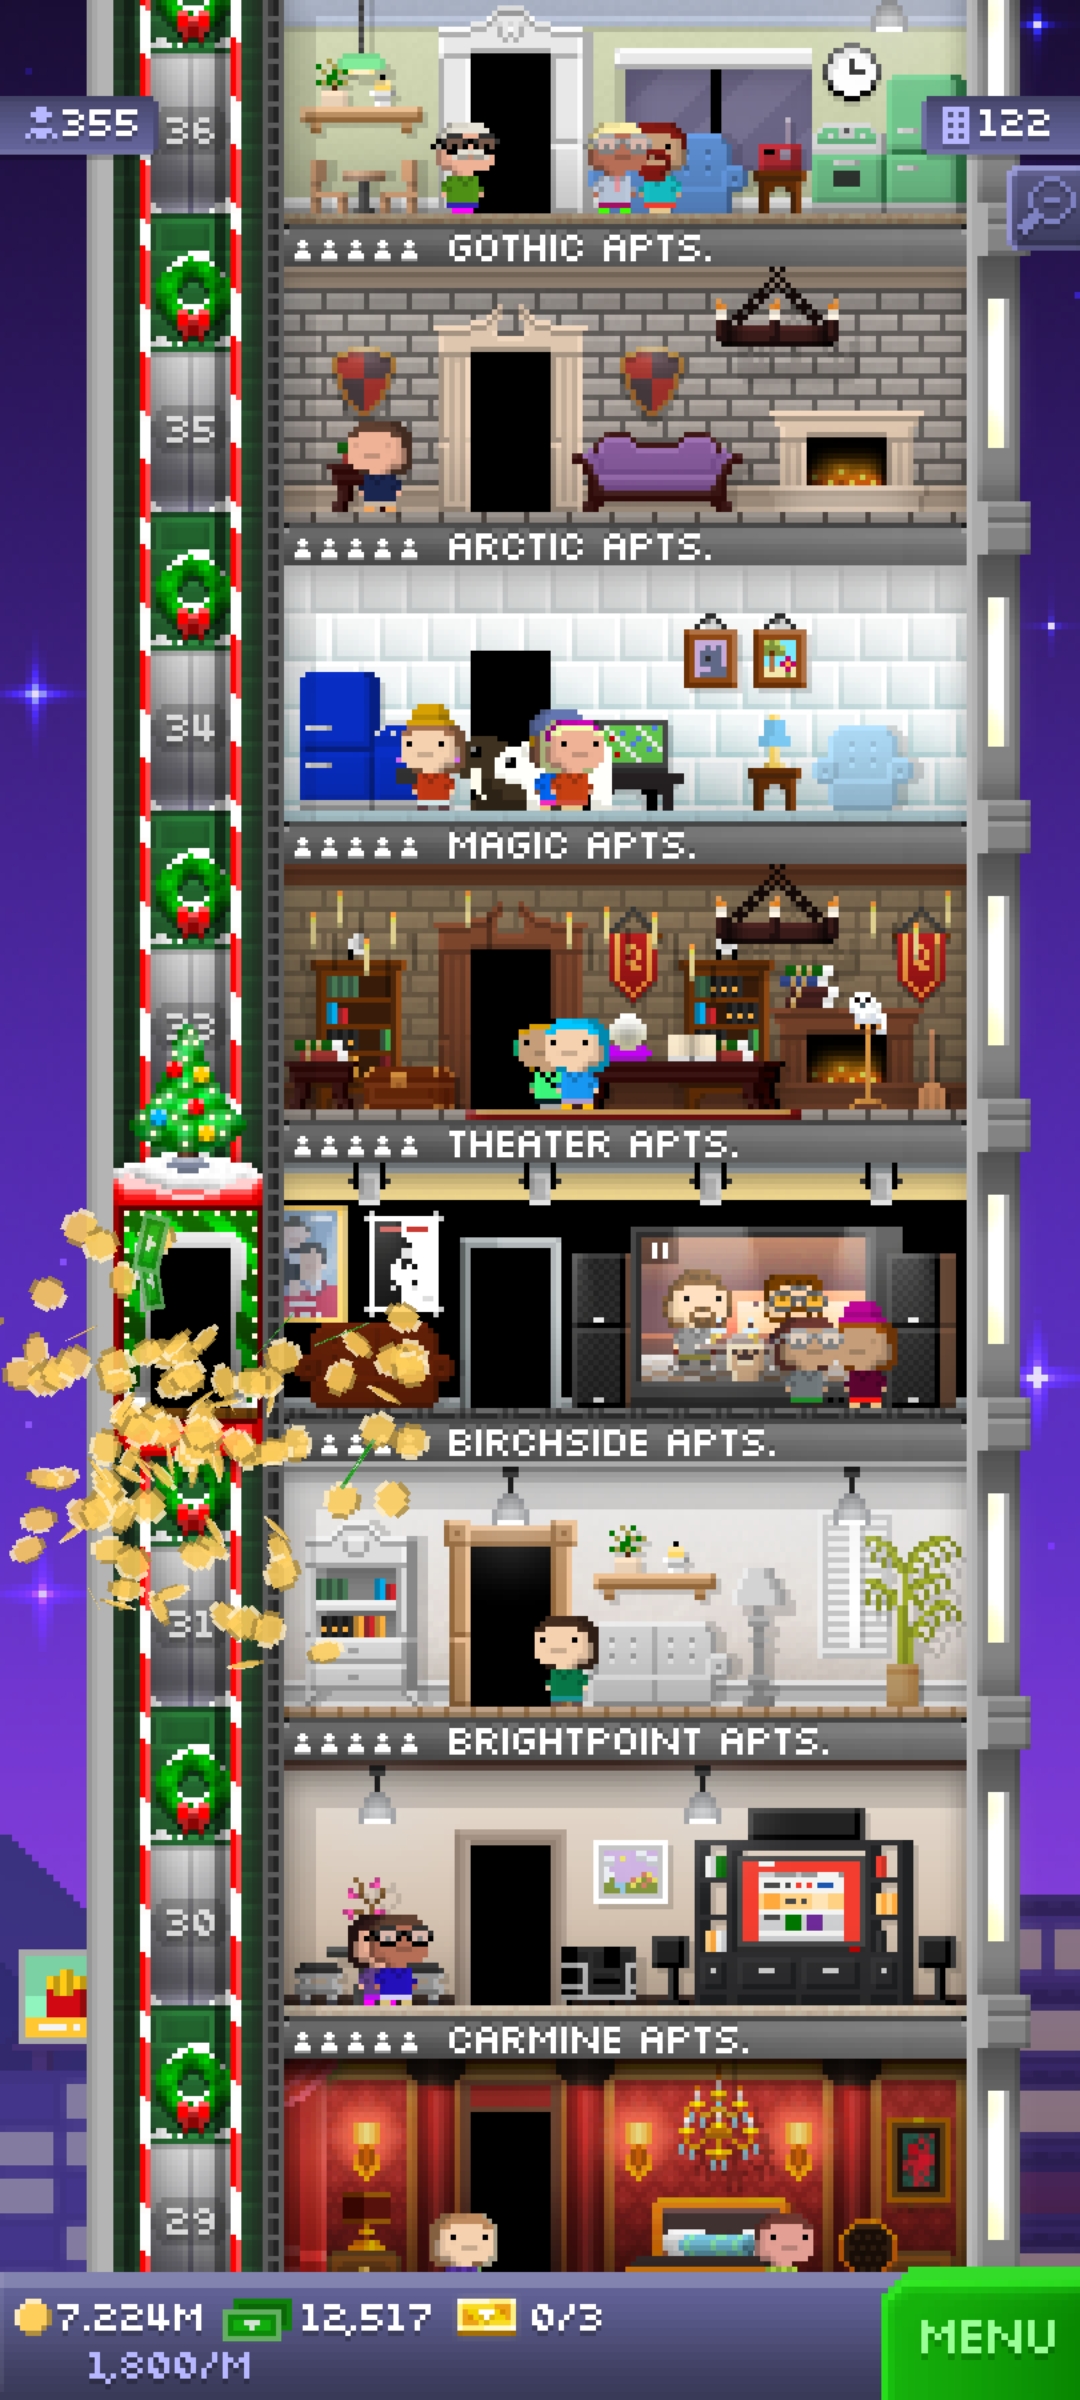 36
355
122
GOTHIC APTS.
35
ARCTIC APTS.
34
MAGIC APTS.
33
THEATER APTS.
BIRCHSIDE APTS.
31
BRIGHTPOINT APTS.
30
CARMINE APTS.
29
7.224M 12,517 0/3
1,800/M
MENU